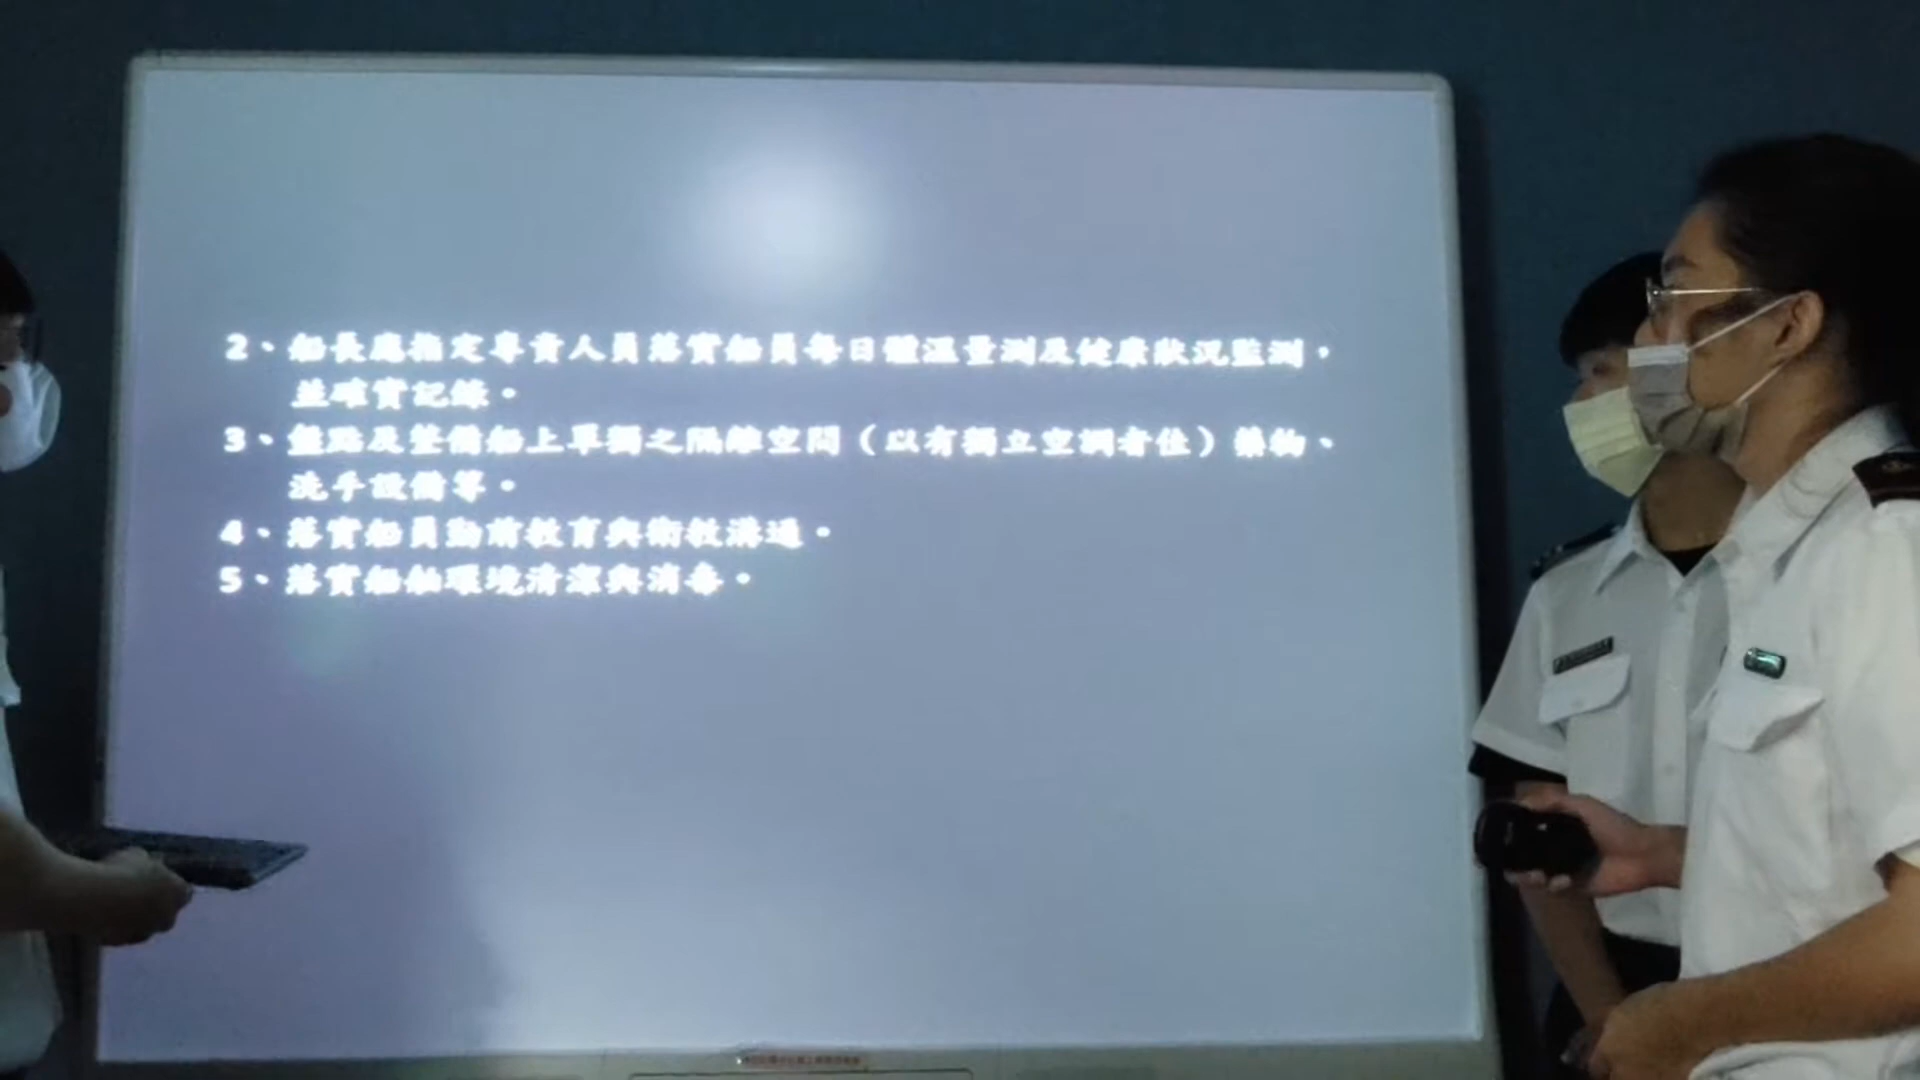 2、船長應指定專責人員落實船員每日體溫量測及健康狀況監測，
並確實記錄。
3、盤點及整備船上單獨之隔離空間（以有獨立空調者佳）藥物、
洗手設備等。
4、落實船員勤前教育與衛教溝通。
5、落實船舶環境清潔與消毒。